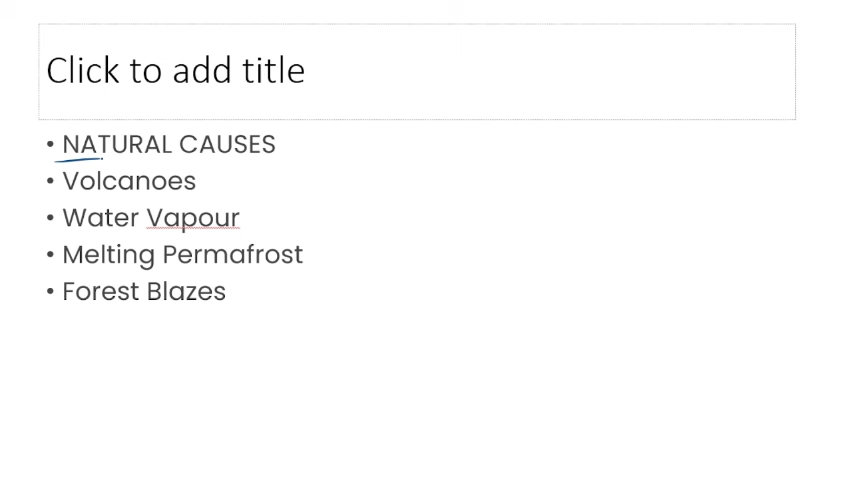 Click to add title
• NATURAL CAUSES
• Volcanoes
• Water Vapour
• Melting Permafrost
• Forest Blazes